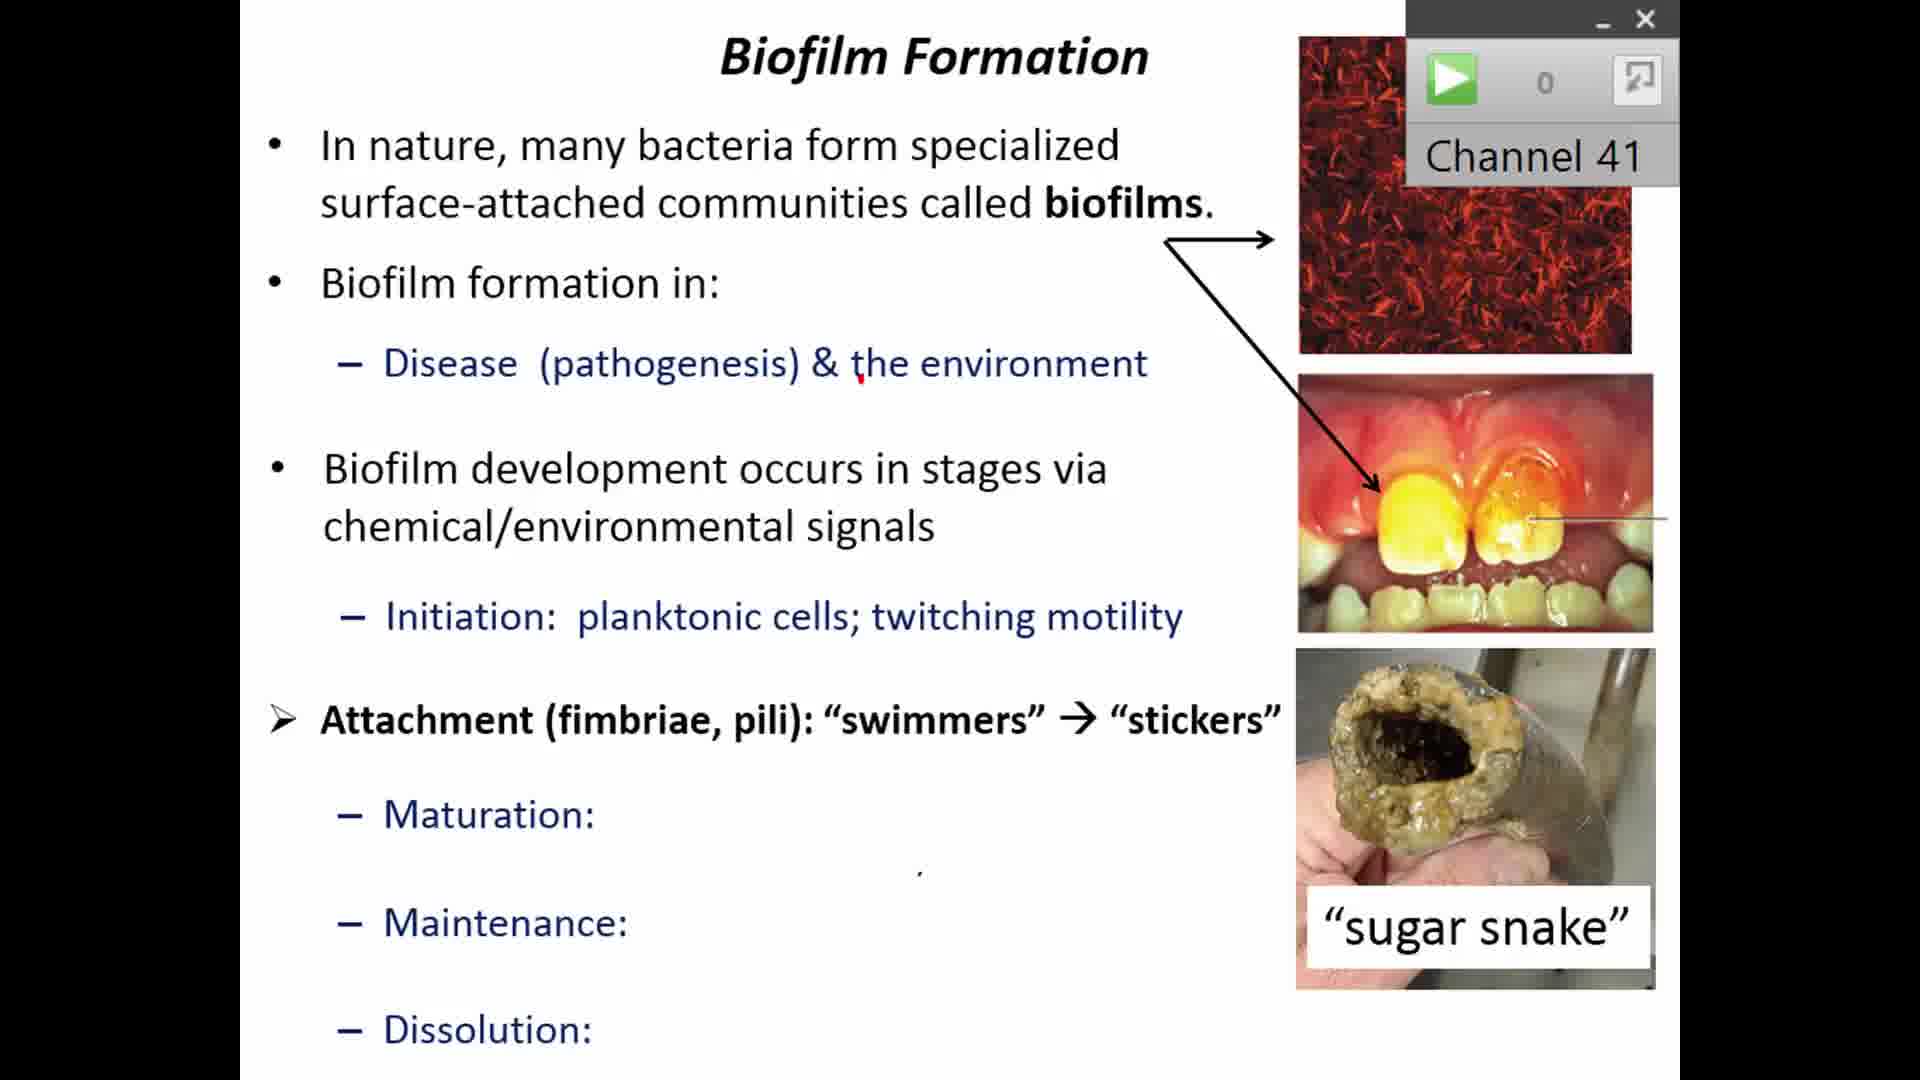 Biofilm Formation
0
Channel 41
• In nature, many bacteria form specialized
surface-attached communities called biofilms.
• Biofilm formation in:
– Disease (pathogenesis) & the environment
• Biofilm development occurs in stages via
chemical/environmental signals
– Initiation: planktonic cells; twitching motility
➢ Attachment (fimbriae, pili): “swimmers” → “stickers”
– Maturation:
– Maintenance:
“sugar snake”
– Dissolution: